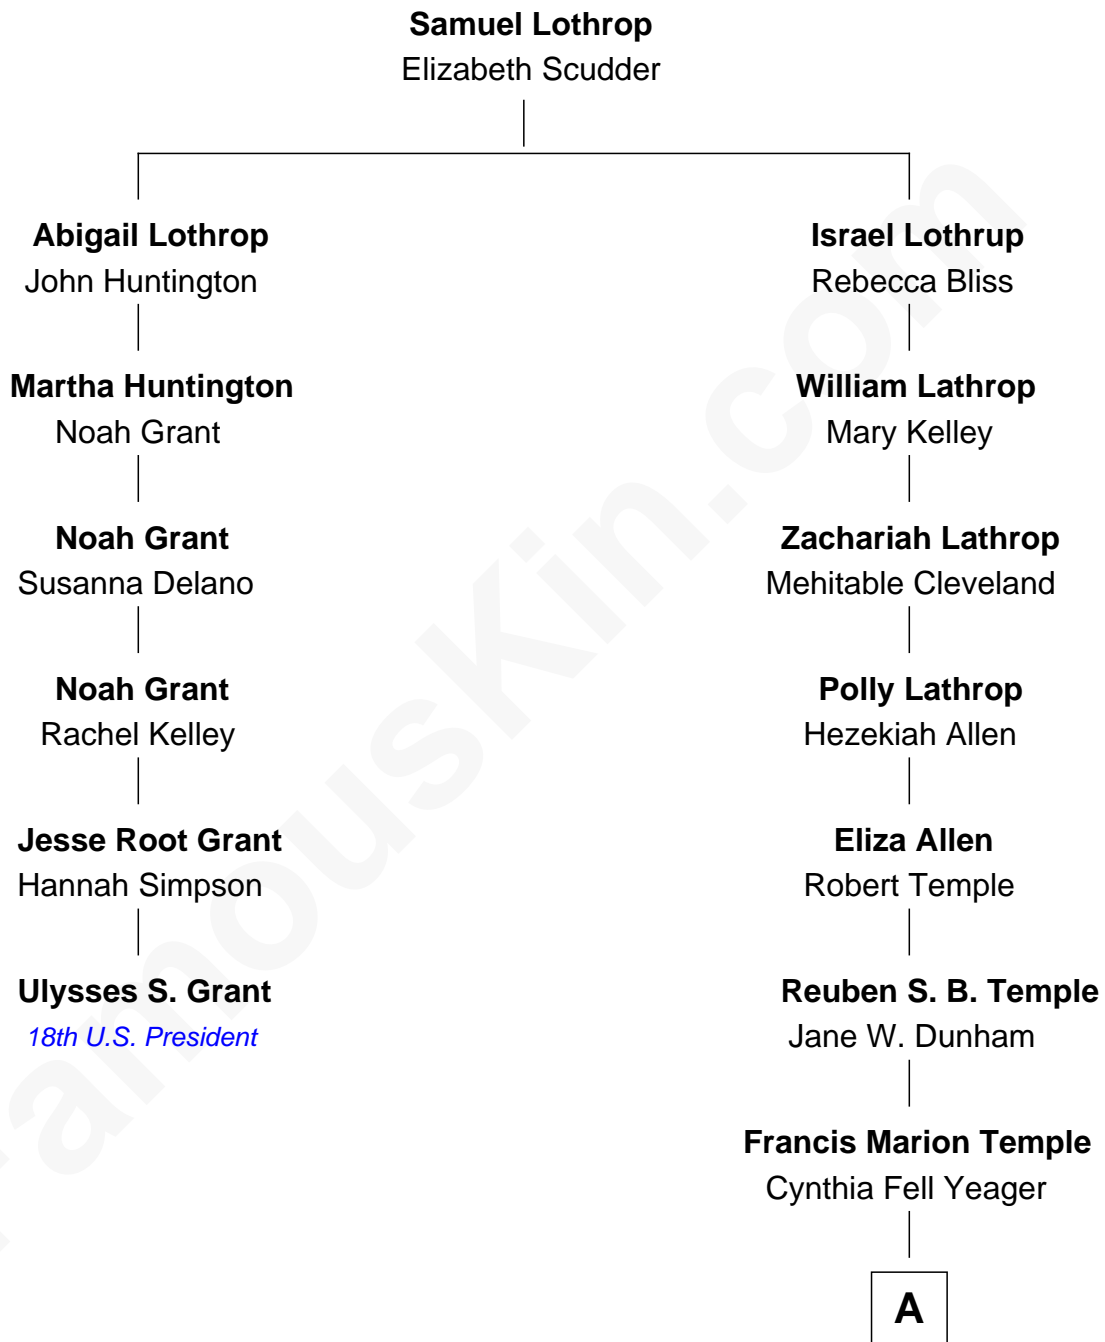 Samuel Lothrop
Elizabeth Scudder
Abigail Lothrop
John Huntington
Israel Lothrup
Rebecca Bliss
Martha Huntington
Noah Grant
William Lathrop
Mary Kelley
Noah Grant
Susanna Delano
Zachariah Lathrop
Mehitable Cleveland
Noah Grant
Rachel Kelley
Polly Lathrop
Hezekiah Allen
Jesse Root Grant
Hannah Simpson
Eliza Allen
Robert Temple
Ulysses S. Grant
18th U.S. President
Reuben S. B. Temple
Jane W. Dunham
Francis Marion Temple
Cynthia Fell Yeager
A
FamousKin.com